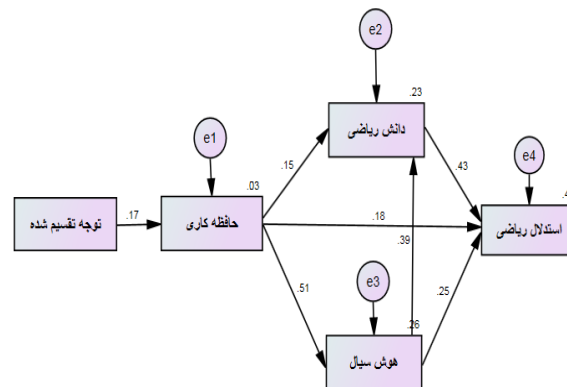 e2
.23
دانش ریاضی
e1
e4
.15
.43
.03
.4
توجه تقسیم شده
.17
حافظه کاری
.18
استدلال ریاضی
.39
.51
e3
.25
.26
هوش سیال